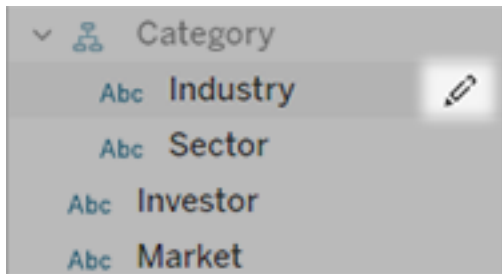 Category
Abc Industry
Abc Sector
Abc Investor
Abc Market